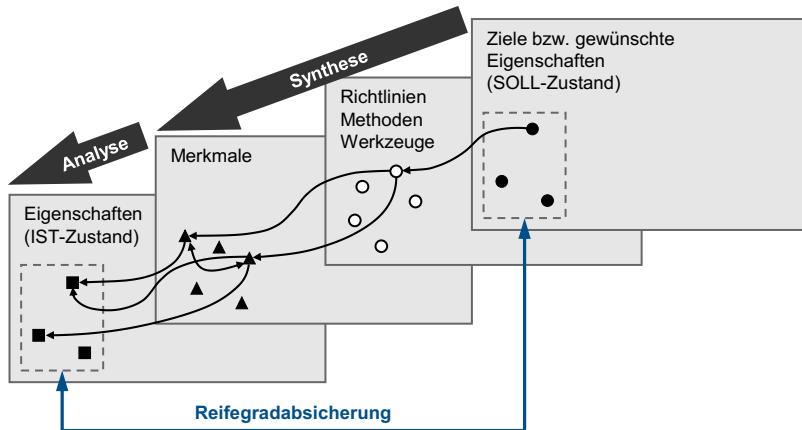 Ziele bzw. gewünschte
Eigenschaften
(SOLL-Zustand)
Synthese
Richtlinien
Methoden
Werkzeuge
Analyse
Merkmale
Eigenschaften
(IST-Zustand)
Reifegradabsicherung